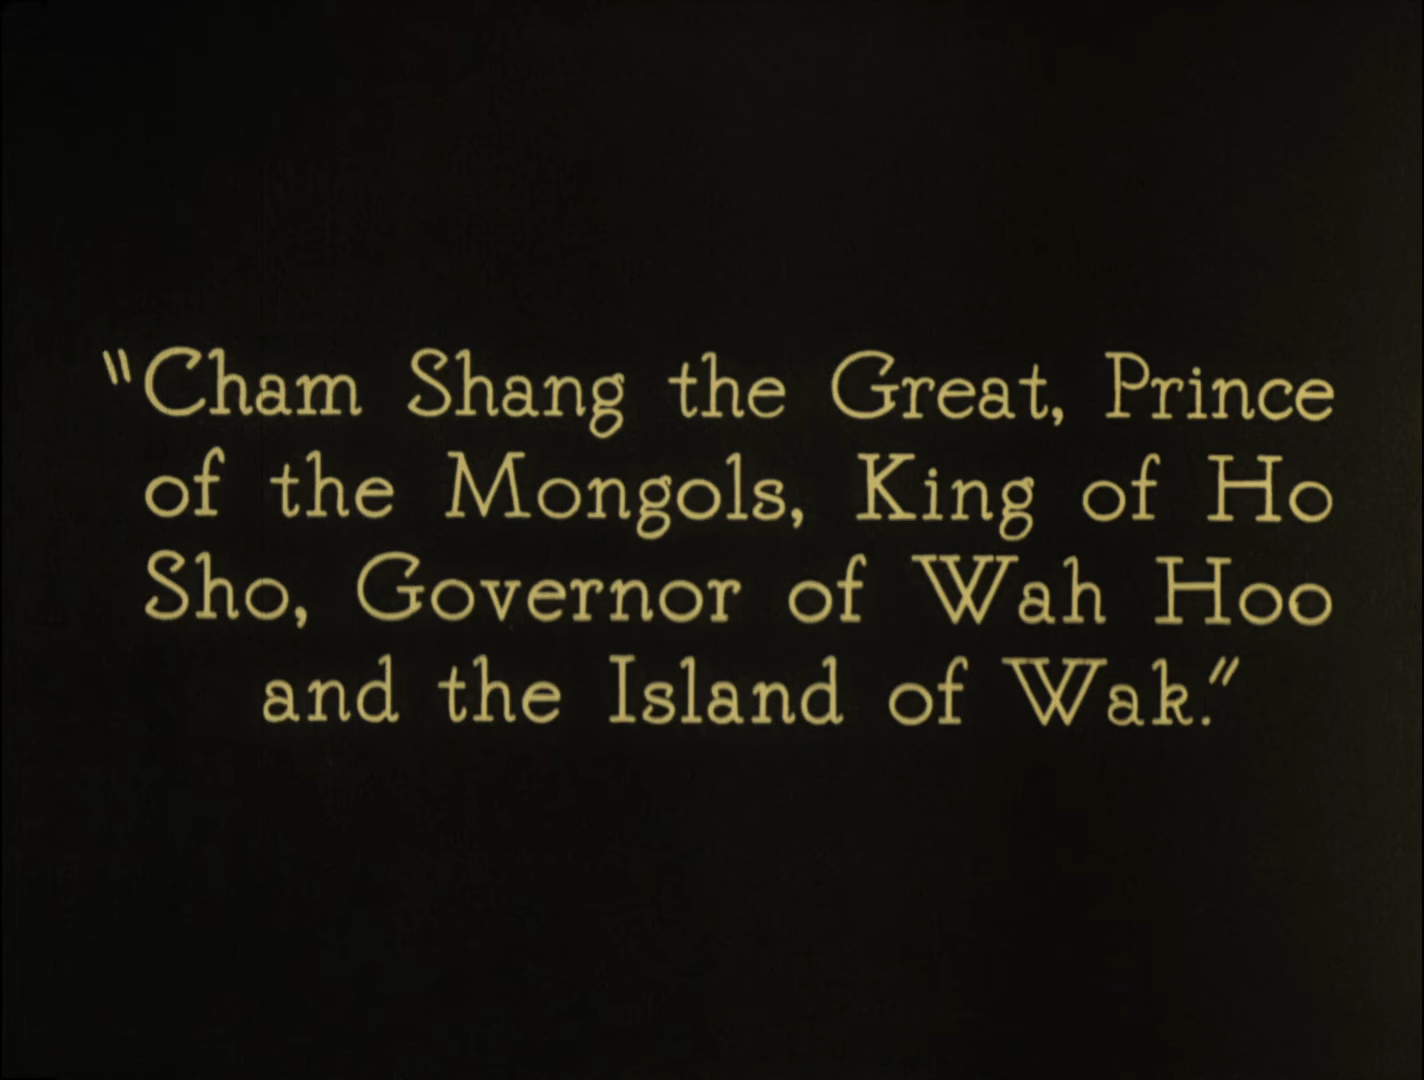 "Cham Shang the Great, Prince
of the Mongols, King of Ho
Sho, Governor of Wah Hoo
and the Island of Wak."